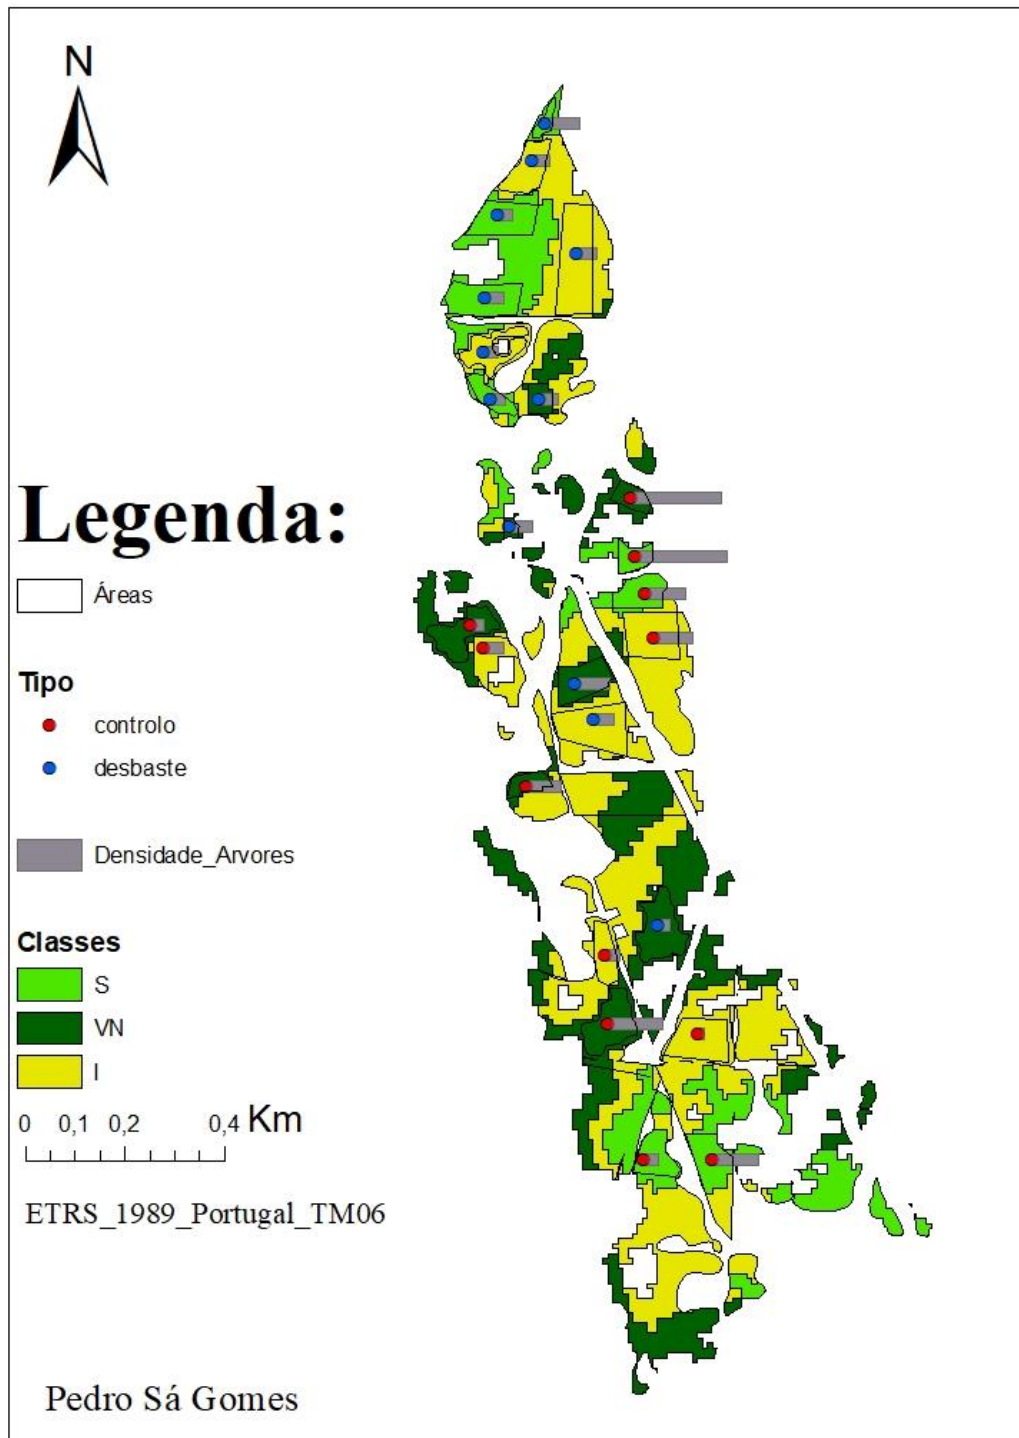 N
Legenda:
Áreas
Tipo
controlo
desbaste
Densidade_Arvores
Classes
S
VN
I
0 0,1 0,2 0,4 Km
ETRS_1989_Portugal_TM06
Pedro Sá Gomes